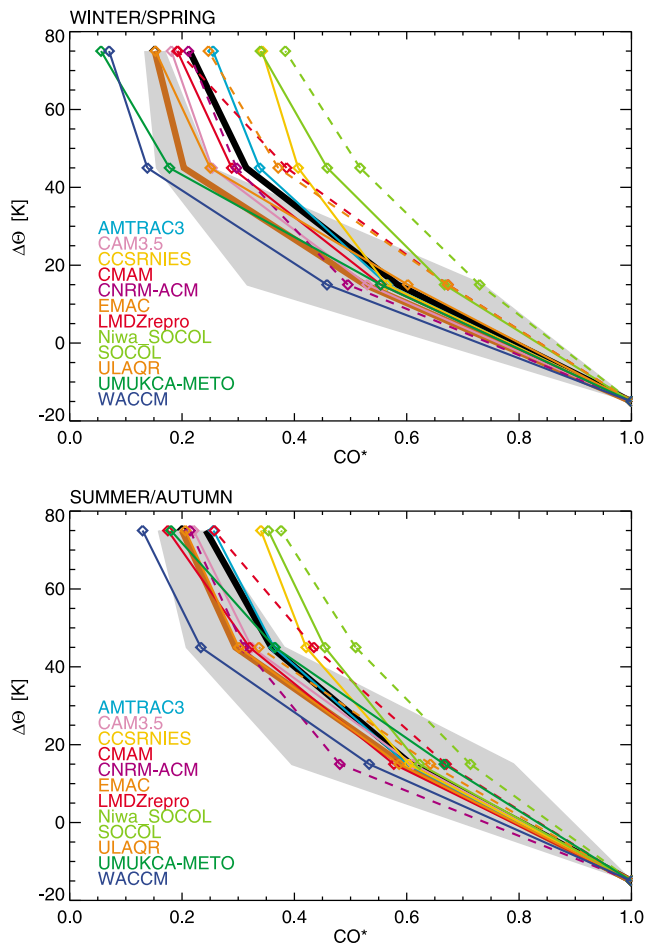 WINTER/SPRING
80
60
40
20
0
-20
ΔΘ [K]
AMTRAC3
CAM3.5
CCSRNIES
CMAM
CNRM-ACM
EMAC
LMDZrepro
Niwa_SOCOL
SOCOL
ULAQR
UMUKCA-METO
WACCM
0.0 0.2 0.4 0.6 0.8 1.0
CO*
SUMMER/AUTUMN
80
60
40
20
0
-20
ΔΘ [K]
AMTRAC3
CAM3.5
CCSRNIES
CMAM
CNRM-ACM
EMAC
LMDZrepro
Niwa_SOCOL
SOCOL
ULAQR
UMUKCA-METO
WACCM
0.0 0.2 0.4 0.6 0.8 1.0
CO*